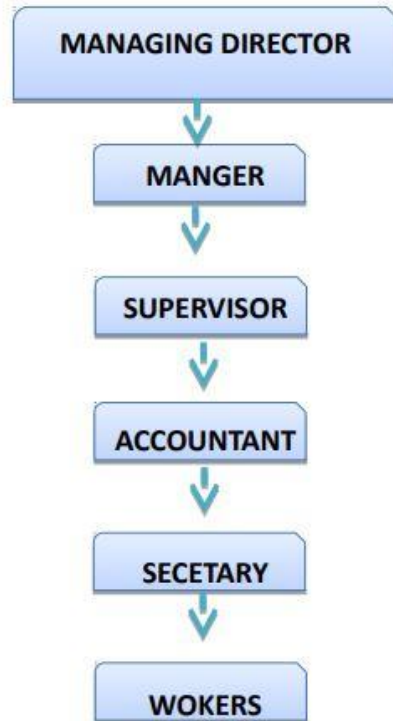 MANAGING DIRECTOR
MANGER
SUPERVISOR
ACCOUNTANT
SECETARY
WOKERS